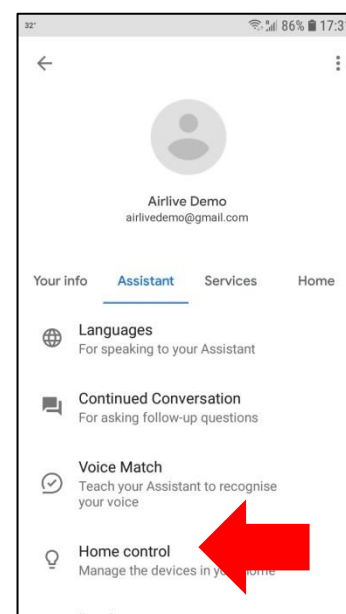 32°
86% 17:3
Airlive Demo
airlivedemo@gmail.com
Your info Assistant Services Home
Languages
For speaking to your Assistant
Continued Conversation
For asking follow-up questions
Voice Match
Teach your Assistant to recognise
your voice
Home control
Manage the devices in